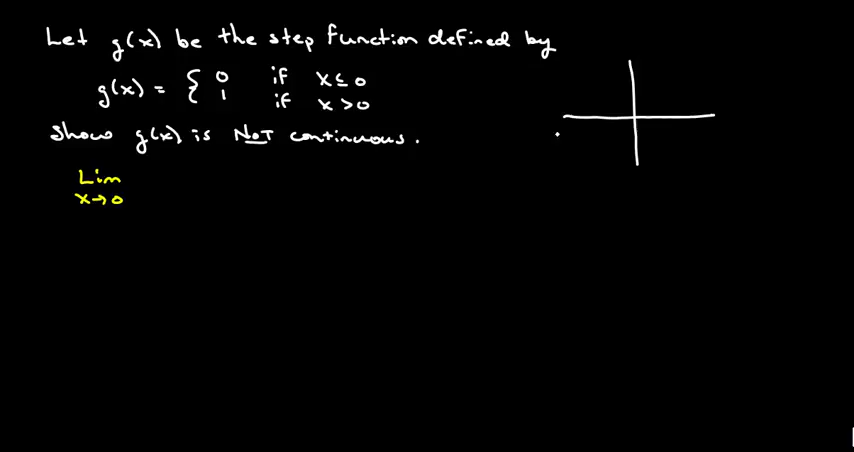 Let g(x) be the step function defined by
g(x) = { 0 if x ≤ 0
1 if x > 0
Show g(x) is NOT continuous.
Lim
x→0